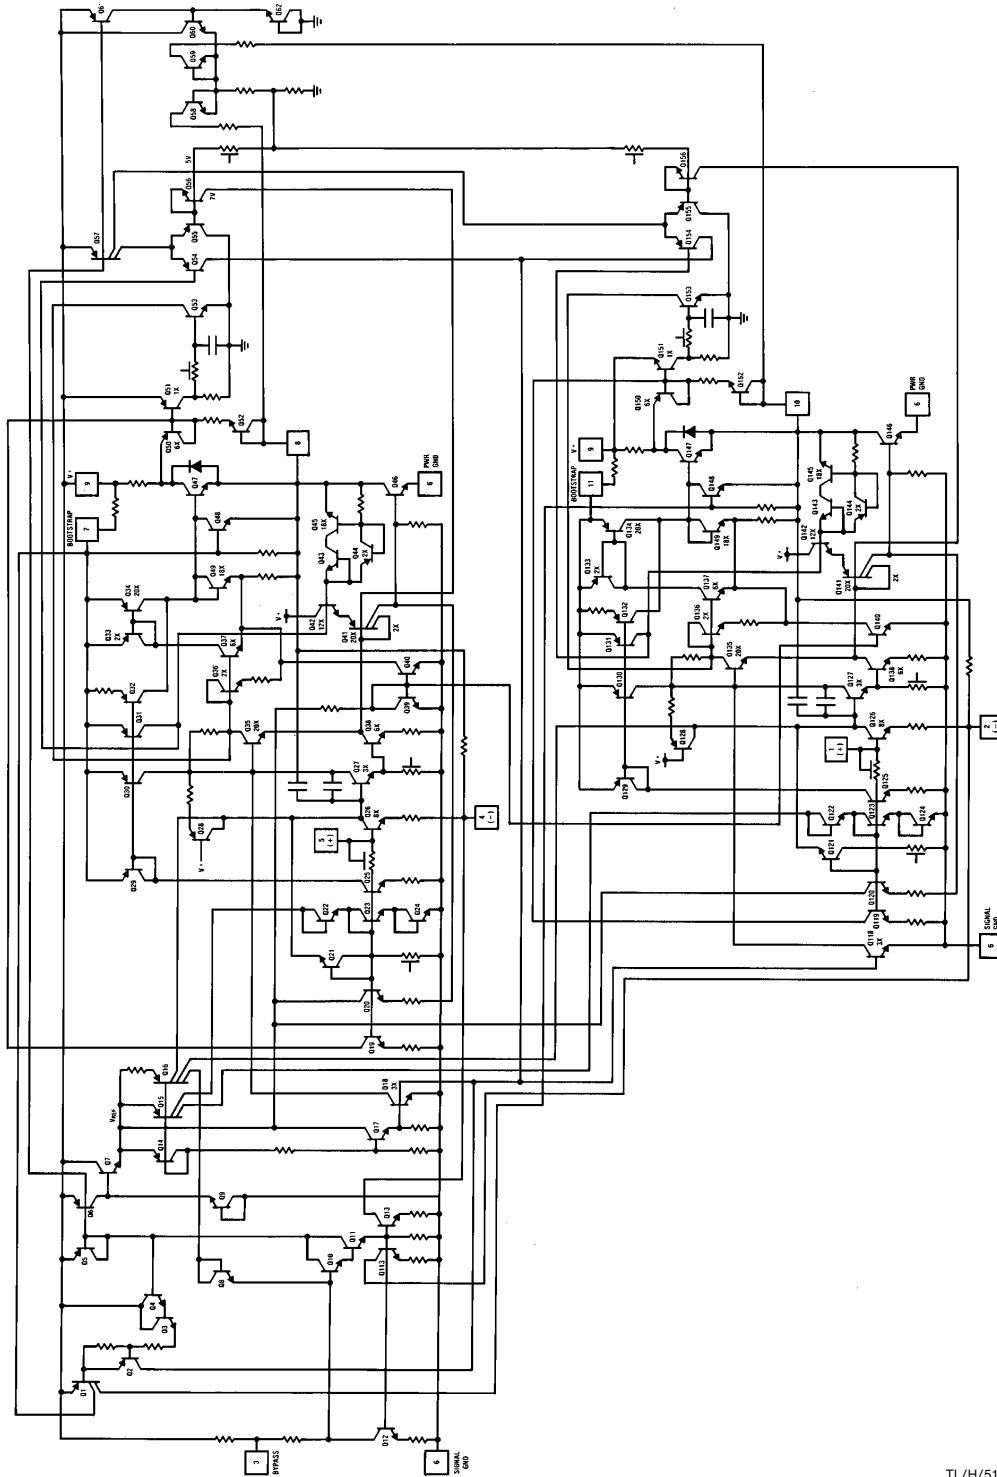 Q1
Q2
Q3
Q4
Q5
Q6
Q7
Q8
Q9
Q10
Q11
Q12
Q13
Q113
3
BYPASS
6
SIGNAL
GND
VREF
Q14
Q15
Q16
Q17
Q18
3X
Q19
Q20
Q21
Q22
Q23
Q24
Q25
5
(+)
Q26
8X
Q27
3X
Q28
V+
Q29
Q30
Q31
Q32
Q33
2X
Q34
20X
Q35
20X
Q36
2X
Q37
6X
Q38
6X
Q39
Q40
4
(-)
Q41
20X
2X
Q42
12X
V+
Q43
Q44
2X
Q45
18X
Q46
6
PWR
GND
Q47
Q48
Q49
18X
7
BOOTSTRAP
9
V+
8
Q50
6X
Q51
1X
Q52
Q53
Q54
Q55
Q56
7V
5V
Q57
Q58
Q59
Q60
Q62
6
SIGNAL
GND
Q118
3X
Q119
Q120
Q121
Q122
Q123
Q124
Q125
1
(+)
Q126
8X
Q127
3X
Q128
V+
Q129
Q130
Q131
Q132
Q133
2X
Q134
20X
Q135
20X
Q136
2X
Q137
6X
Q138
6X
Q140
2
(-)
Q141
20X
2X
Q142
12X
V+
Q143
Q144
2X
Q145
18X
Q146
6
PWR
GND
Q147
Q148
Q149
18X
11
BOOTSTRAP
9
V+
10
Q150
6X
Q151
1X
Q152
Q153
Q154
Q155
Q156
TL/H/51